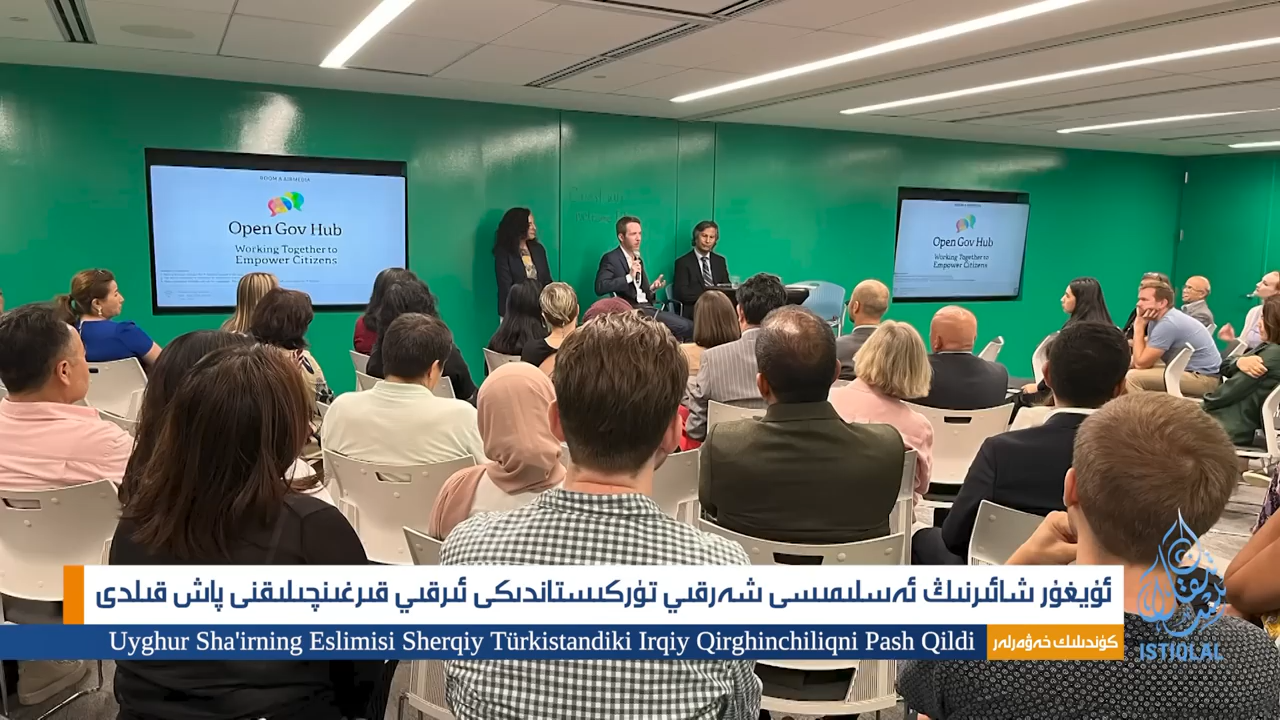 ROOM A AIRMEDIA
Open Gov Hub
Working Together to
Empower Citizens
Open Gov Hub
Working Together to
Empower Citizens
ئۇيغۇر شائىرنىڭ ئەسلىمىسى شەرقىي تۈركىستاندىكى ئىرقىي قىرغىنچىلىقنى پاش قىلدى
Uyghur Sha'irning Eslimisi Sherqiy Türkistandiki Irqiy Qirghinchiliqni Pash Qildi
كۈندىلىك خەۋەرلەر
ISTIQLAL